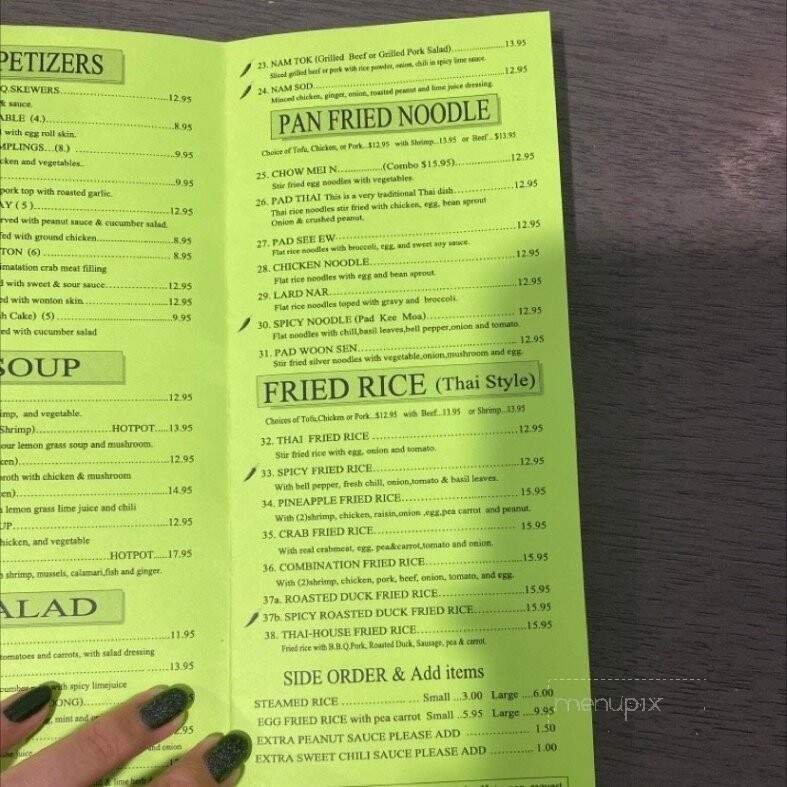 PETIZERS
Q.SKEWERS...12.95
& sauce.
ABLE (4.)...8.95
l with egg roll skin.
MPLINGS...(8.)...9.95
cken and vegetables..
...9.95
pork top with roasted garlic.
AY ( 5 )...12.95
rved with peanut sauce & cucumber salad.
fed with ground chicken...8.95
TON (6)...8.95
imatation crab meat filling
d with sweet & sour sauce...12.95
ed with wonton skin...12.95
h Cake) (5)...9.95
ed with cucumber salad
SOUP
...12.95
imp, and vegetable.
Shrimp)...HOTPOT....13.95
our lemon grass soup and mushroom.
ken)...12.95
broth with chicken & mushroom
en)...14.95
h lemon grass lime juice and chili
UP...12.95
hicken, and vegetable
...HOTPOT.....17.95
shrimp, mussels, calamari,fish and ginger.
ALAD
...11.95
tomatoes and carrots, with salad dressing
...13.95
with spicy limejuice
, mint and
and onion
23. NAM TOK (Grilled Beef or Grilled Pork Salad)...13.95
Sliced grilled beef or pork with rice powder, onion, chili in spicy lime sauce.
24. NAM SOD...12.95
Minced chicken, ginger, onion, roasted peanut and lime juice dressing.
PAN FRIED NOODLE
Choice of Tofu, Chicken, or Pork...$12.95 with Shrimp...15.95 or Beef...$13.95
25. CHOW MEI N...(Combo $15.95)...12.95
Stir fried egg noodles with vegetables.
26. PAD THAI This is a very traditional Thai dish...12.95
Thai rice noodles stir fried with chicken, egg, bean sprout
Onion & crushed peanut.
27. PAD SEE EW...12.95
Flat rice noodles with broccoli, egg, and sweet soy sauce.
28. CHICKEN NOODLE...12.95
Flat rice noodles with egg and bean sprout.
29. LARD NAR...12.95
Flat rice noodles toped with gravy and broccoli.
30. SPICY NOODLE (Pad Kee Moa)...12.95
Flat noodles with chill,basil leaves,bell pepper,onion and tomato.
31. PAD WOON SEN...12.95
Stir fried silver noodles with vegetable,onion,mushroom and egg.
FRIED RICE (Thai Style)
Choices of Tofu,Chicken or Pork...$12.95 with Beef...13.95 or Shrimp...15.95
32. THAI FRIED RICE...12.95
Stir fried rice with egg, onion and tomato.
33. SPICY FRIED RICE...12.95
With bell pepper, fresh chill, onion,tomato & basil leaves.
34. PINEAPPLE FRIED RICE...15.95
With (2)shrimp, chicken, raisin,onion ,egg,pea carrot and peanut.
35. CRAB FRIED RICE...15.95
With real crabmeat, egg, pea&carrot,tomato and onion.
36. COMBINATION FRIED RICE...15.95
With (2)shrimp, chicken, pork, beef, onion, tomato, and egg.
37a. ROASTED DUCK FRIED RICE...15.95
37b. SPICY ROASTED DUCK FRIED RICE...15.95
38. THAI-HOUSE FRIED RICE...15.95
Fried rice with B.B.Q.Pork, Roasted Duck, Sausage, pea & carrot.
SIDE ORDER & Add items
STEAMED RICE...Small ...3.00 Large ....6.00
EGG FRIED RICE with pea carrot Small ..5.95 Large ....9.95
EXTRA PEANUT SAUCE PLEASE ADD...1.50
EXTRA SWEET CHILI SAUCE PLEASE ADD...1.00
menupix